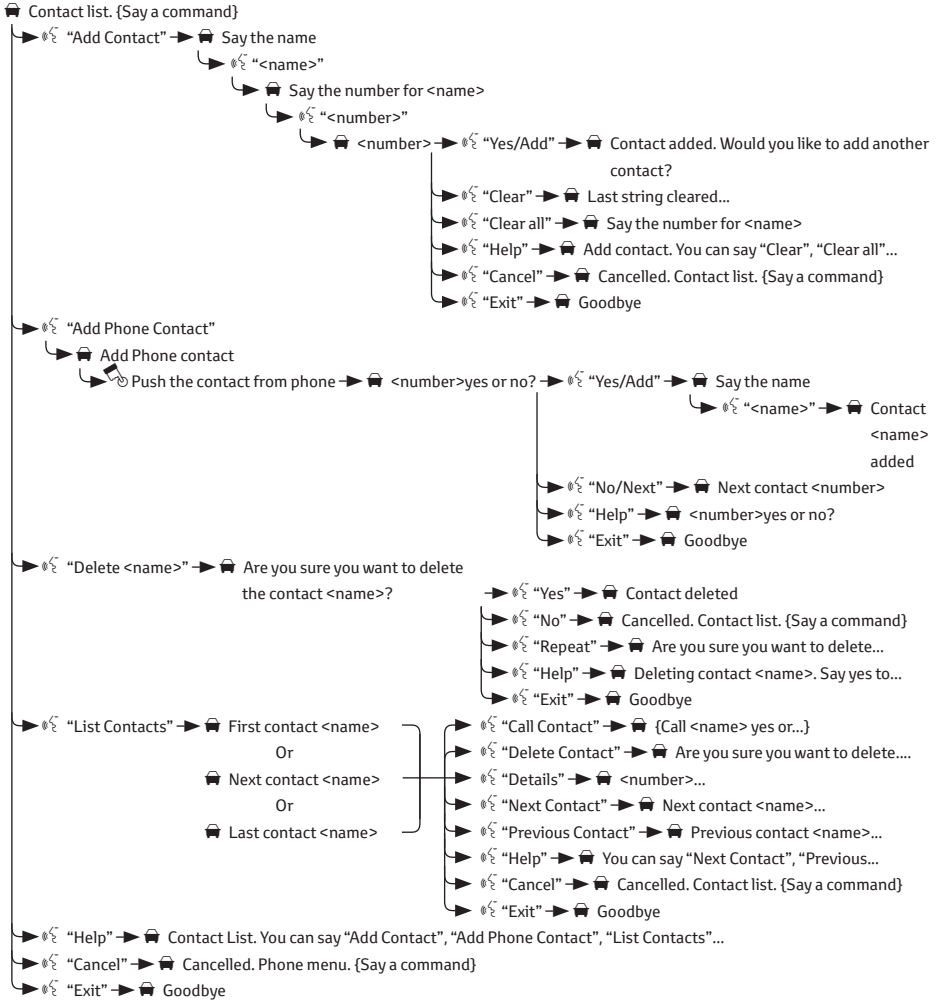 Contact list. {Say a command}
“Add Contact” Say the name
“<name>”
Say the number for <name>
“<number>”
<number> “Yes/Add” Contact added. Would you like to add another
contact?
“Clear” Last string cleared...
“Clear all” Say the number for <name>
“Help” Add contact. You can say “Clear”, “Clear all”...
“Cancel” Cancelled. Contact list. {Say a command}
“Exit” Goodbye
“Add Phone Contact”
Add Phone contact
Push the contact from phone <number>yes or no? “Yes/Add” Say the name
“<name>” Contact
<name>
added
“No/Next” Next contact <number>
“Help” <number>yes or no?
“Exit” Goodbye
“Delete <name>” Are you sure you want to delete
the contact <name>? “Yes” Contact deleted
“No” Cancelled. Contact list. {Say a command}
“Repeat” Are you sure you want to delete...
“Help” Deleting contact <name>. Say yes to...
“Exit” Goodbye
“List Contacts” First contact <name> “Call Contact” {Call <name> yes or...}
Or “Delete Contact” Are you sure you want to delete....
Next contact <name> “Details” <number>...
Or “Next Contact” Next contact <name>...
Last contact <name> “Previous Contact” Previous contact <name>...
“Help” You can say “Next Contact”, “Previous...
“Cancel” Cancelled. Contact list. {Say a command}
“Exit” Goodbye
“Help” Contact List. You can say “Add Contact”, “Add Phone Contact”, “List Contacts”...
“Cancel” Cancelled. Phone menu. {Say a command}
“Exit” Goodbye